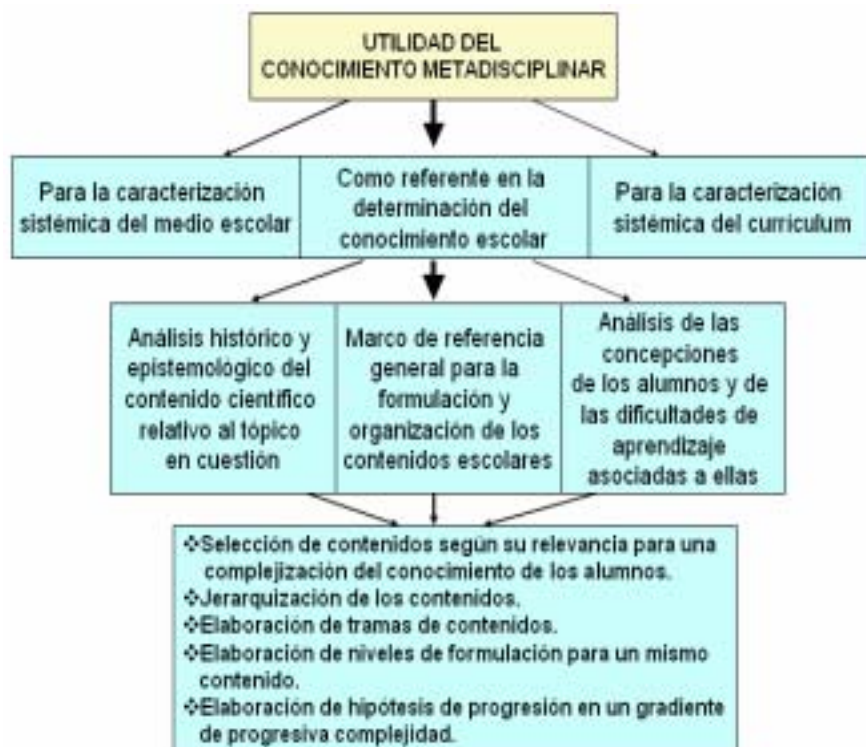 UTILIDAD DEL
CONOCIMIENTO METADISCIPLINAR
Para la caracterización
sistémica del medio escolar
Como referente en la
determinación del
conocimiento escolar
Para la caracterización
sistémica del currículum
Análisis histórico y
epistemológico del
contenido científico
relativo al tópico
en cuestión
Marco de referencia
general para la
formulación y
organización de los
contenidos escolares
Análisis de las
concepciones
de los alumnos y de
las dificultades de
aprendizaje
asociadas a ellas
❖Selección de contenidos según su relevancia para una
complejización del conocimiento de los alumnos.
❖Jerarquización de los contenidos.
❖Elaboración de tramas de contenidos.
❖Elaboración de niveles de formulación para un mismo
contenido.
❖Elaboración de hipótesis de progresión en un gradiente
de progresiva complejidad.